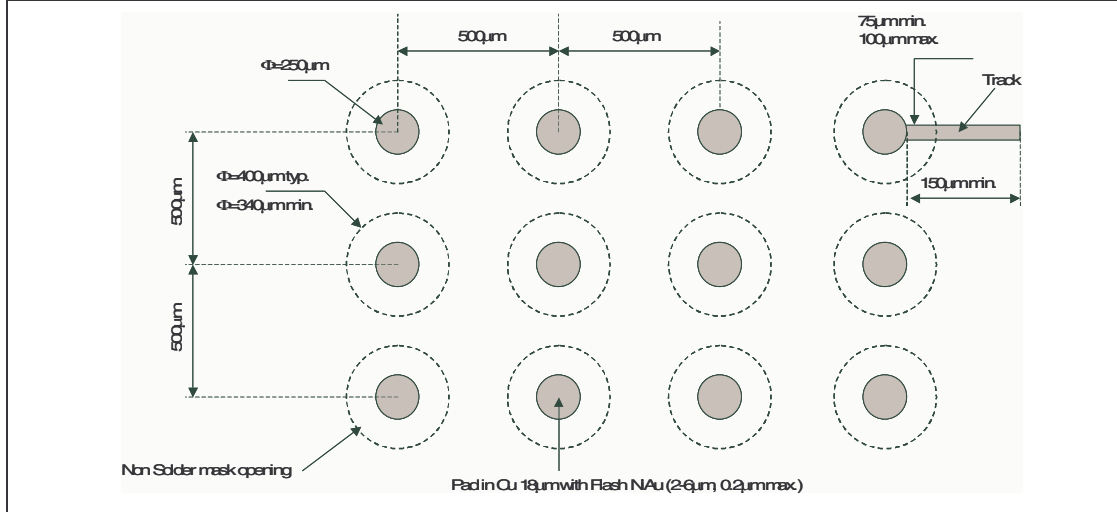 75µm min.
100µm max.
500µm
500µm
Φ=250µm
Track
Φ=400µm typ.
Φ=340µm min.
150µm min.
500µm
500µm
Non Solder mask opening
Pad in Cu 18µm with Flash NiAu (2-6µm, 0.2µm max.)